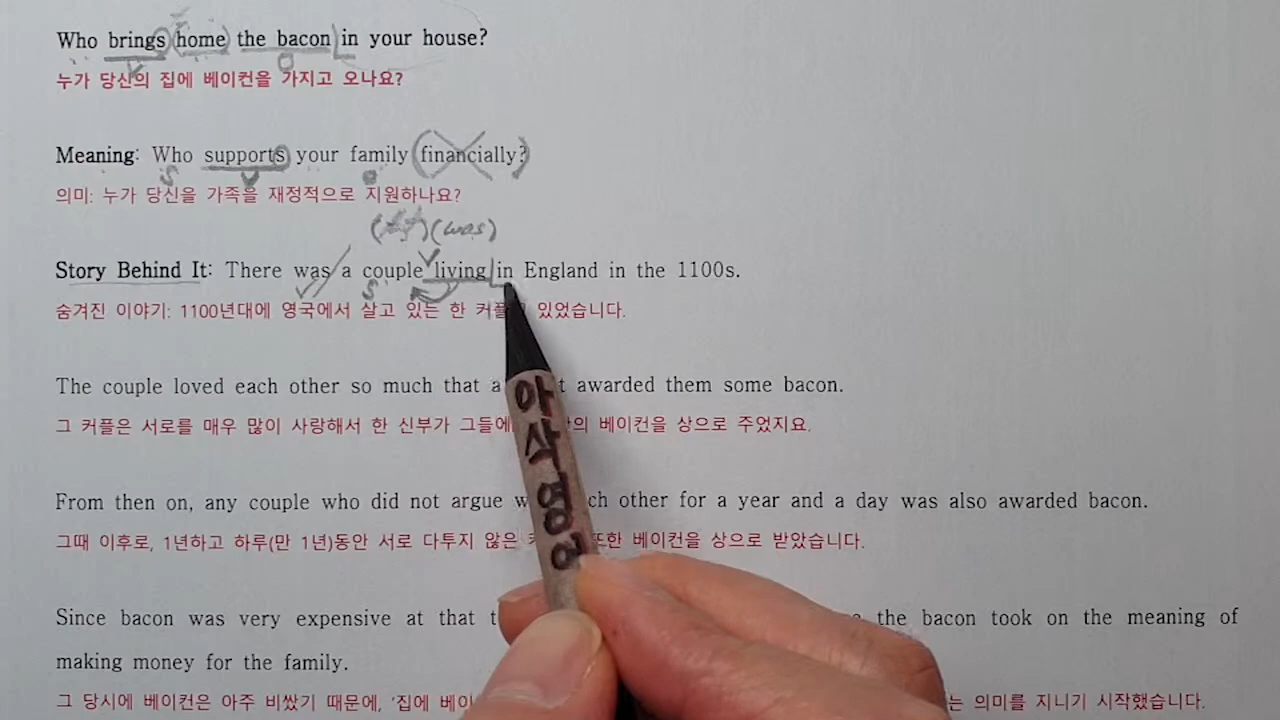 Who brings home the bacon in your house?
누가 당신의 집에 베이컨을 가지고 오나요?
Meaning: Who supports your family financially?
의미: 누가 당신을 가족을 재정적으로 지원하나요?
(was)
Story Behind It: There was a couple living in England in the 1100s.
S
숨겨진 이야기: 1100년대에 영국에서 살고 있는 한 커플 있었습니다.
The couple loved each other so much that a awarded them some bacon.
그 커플은 서로를 매우 많이 사랑해서 한 신부가 그들에 베이컨을 상으로 주었지요.
From then on, any couple who did not argue other for a year and a day was also awarded bacon.
그때 이후로, 1년하고 하루(만 1년)동안 서로 다투지 않은 또한 베이컨을 상으로 받았습니다.
Since bacon was very expensive at that the bacon took on the meaning of
making money for the family.
그 당시에 베이컨은 아주 비쌌기 때문에, '집에 의미를 지니기 시작했습니다.
아삭영어